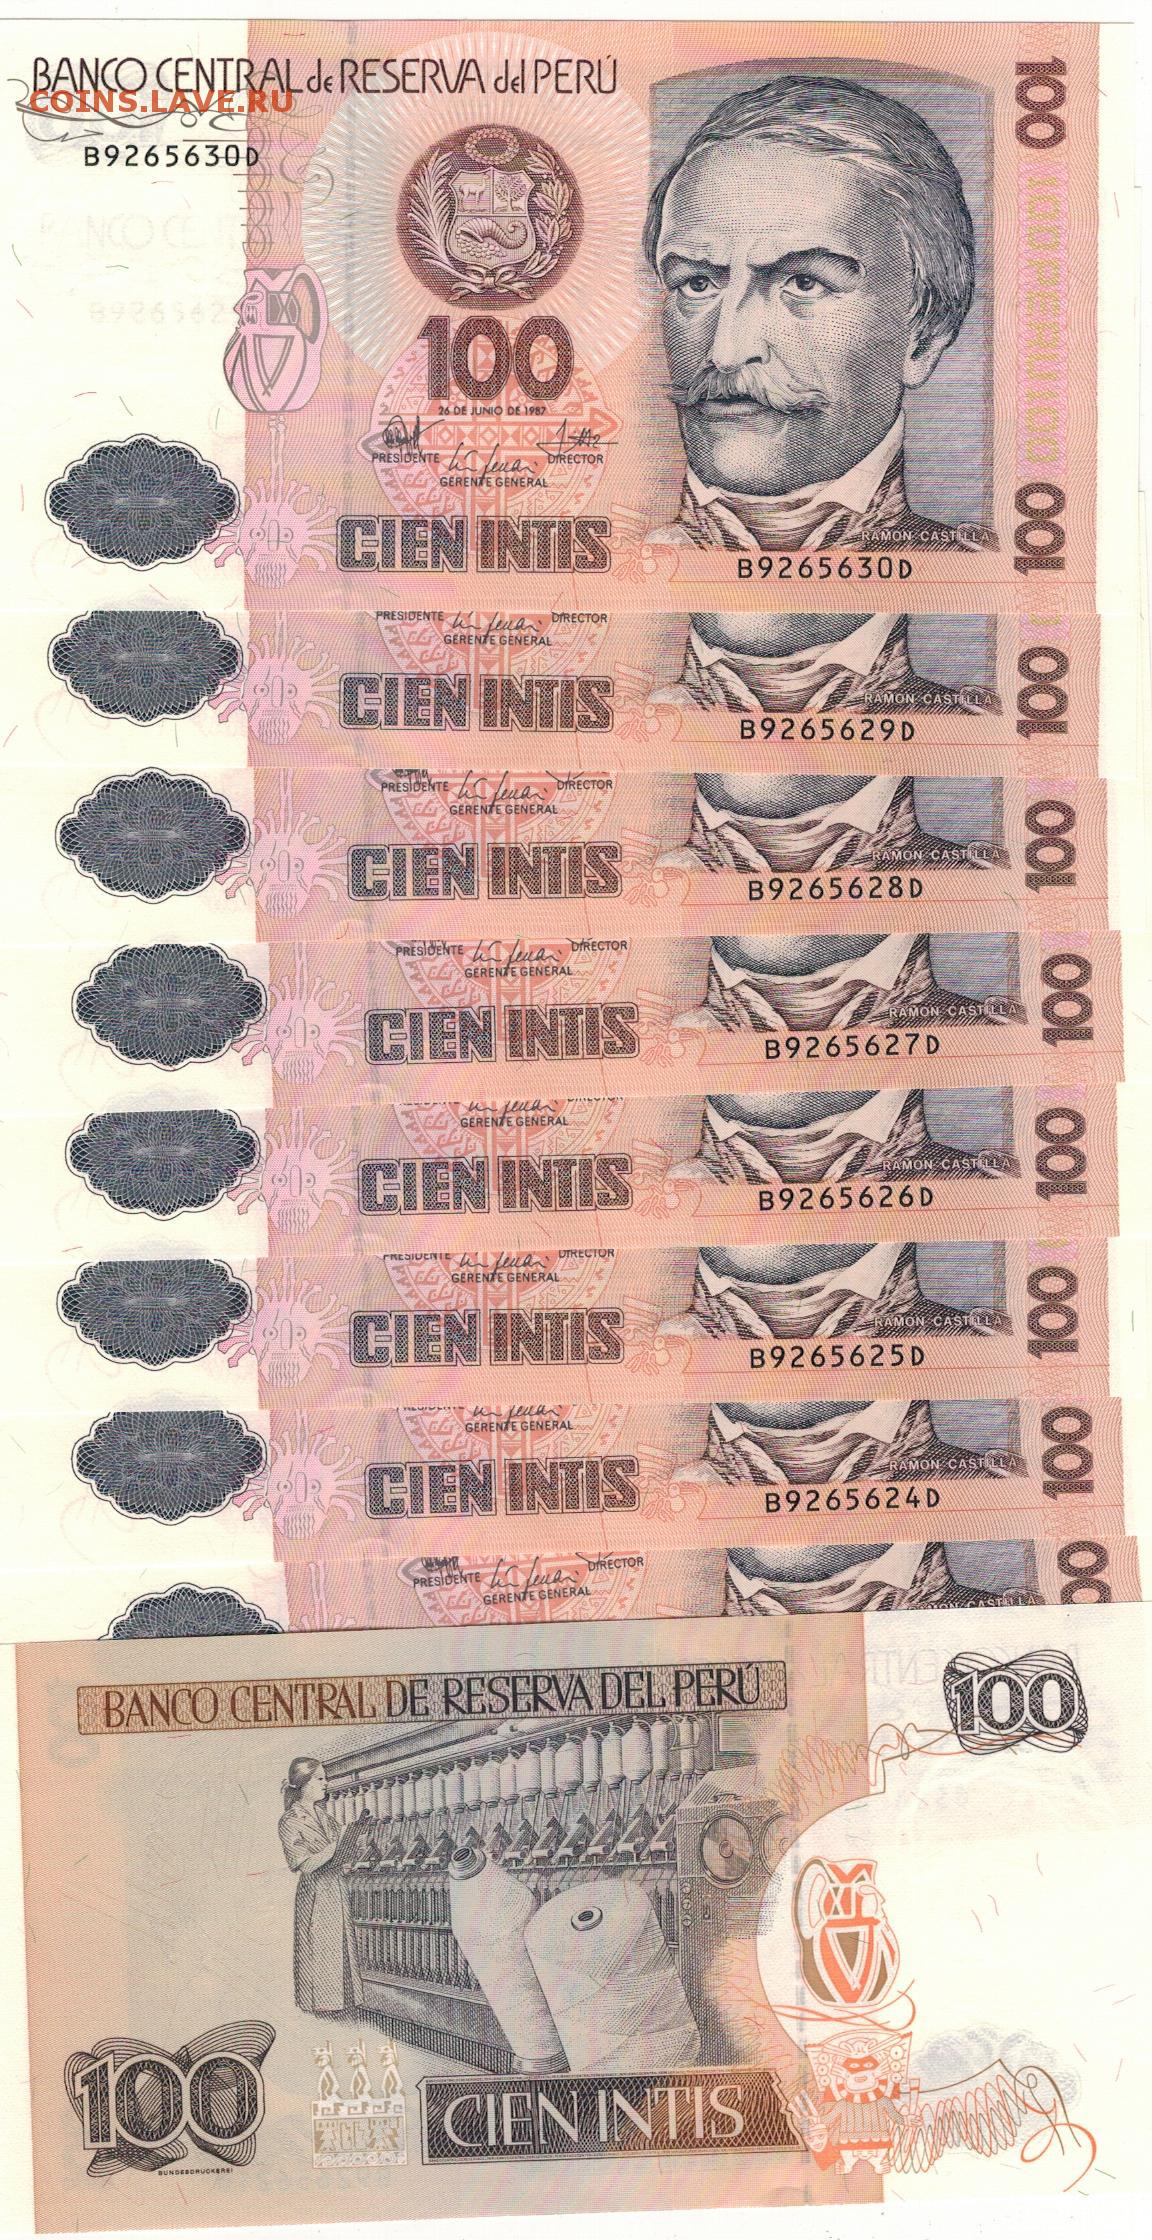 BANCO CENTRAL de RESERVA del PERÚ
COINS.LAVE.RU
B9265630D
100
100 PERU 100
100
26 DE JUNIO DE 1987
PRESIDENTE DIRECTOR
GERENTE GENERAL
CIEN INTIS
RAMON CASTILLA
B9265630D
100
PRESIDENTE DIRECTOR
GERENTE GENERAL
CIEN INTIS
RAMON CASTILLA
B9265629D
100
PRESIDENTE DIRECTOR
GERENTE GENERAL
CIEN INTIS
RAMON CASTILLA
B9265628D
100
PRESIDENTE DIRECTOR
GERENTE GENERAL
CIEN INTIS
RAMON CASTILLA
B9265627D
100
GERENTE GENERAL
CIEN INTIS
RAMON CASTILLA
B9265626D
100
PRESIDENTE DIRECTOR
GERENTE GENERAL
CIEN INTIS
RAMON CASTILLA
B9265625D
100
GERENTE GENERAL
CIEN INTIS
RAMON CASTILLA
B9265624D
100
PRESIDENTE DIRECTOR
GERENTE GENERAL
RAMON CASTILLA
BANCO CENTRAL DE RESERVA DEL PERÚ
100
100
CIEN INTIS
BUNDESDRUCKEREI